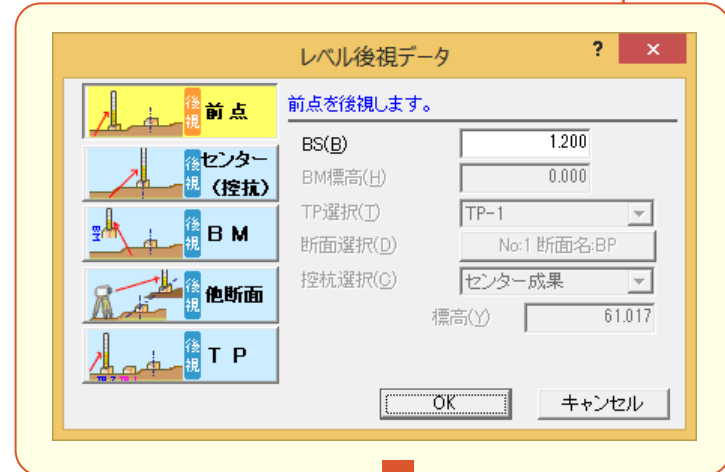 レベル後視データ
? ×
後視 前 点
後視 センター
(控杭)
BM 後視 B M
後視 他断面
TP-2 TP-1 後視 T P
前点を後視します。
BS(B) 1.200
BM標高(H) 0.000
TP選択(T) TP-1
断面選択(D) No:1 断面名:BP
控杭選択(C) センター成果
標高(Y) 61.017
OK キャンセル